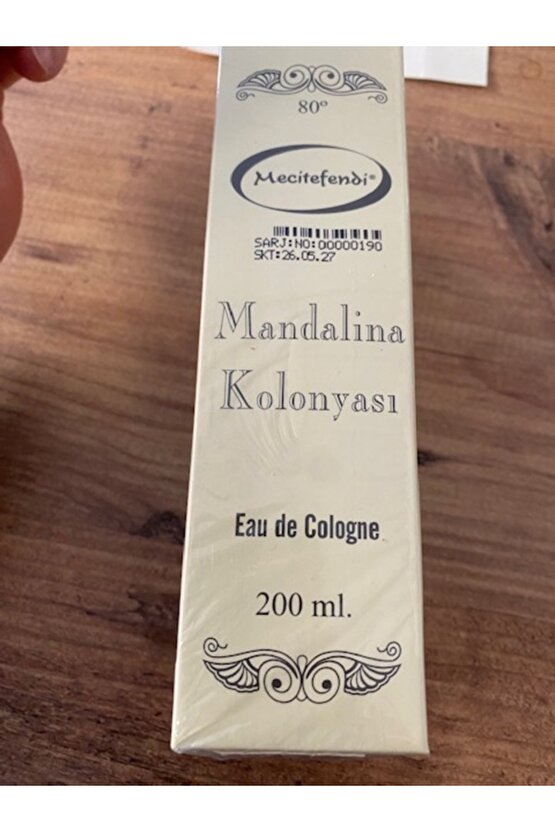 80°
Mecitefendi®
SARJ:NO:00000190
SKT:26.05.27
Mandalina
Kolonyası
Eau de Cologne
200 ml.